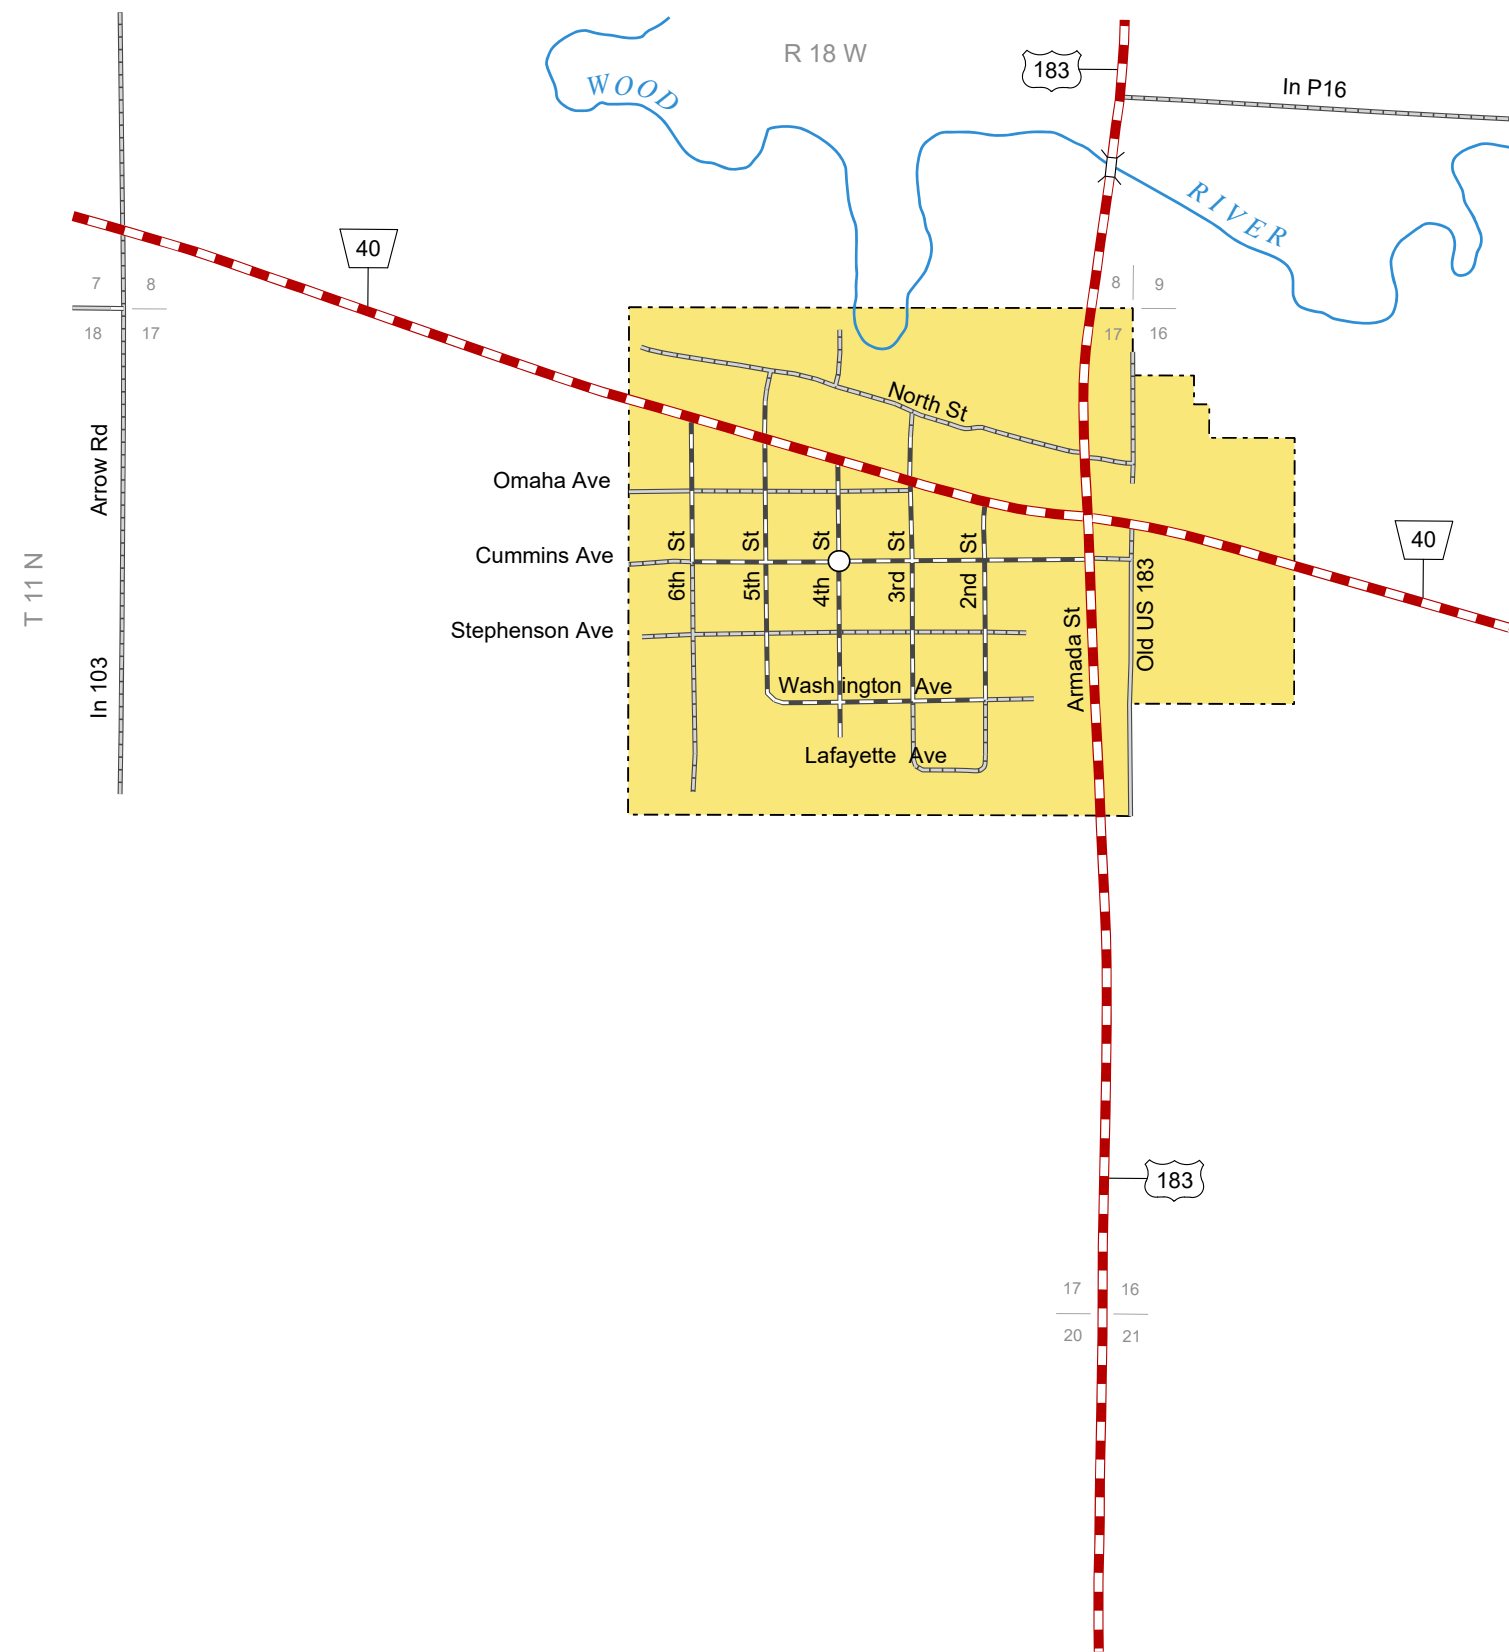 R 18 W
183
In P16
WOOD
RIVER
40
7 8
18 17
8 9
17 16
North St
Arrow Rd
Omaha Ave
Cummins Ave
Stephenson Ave
T 11 N
In 103
6th St
5th St
4th St
3rd St
2nd St
Armada St
Old US 183
40
Washington Ave
Lafayette Ave
183
17 16
20 21